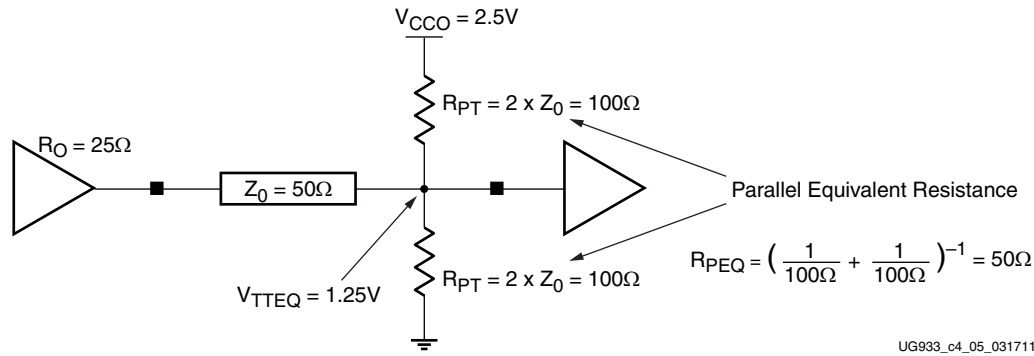 V_CCO = 2.5V
R_PT = 2 x Z_0 = 100Ω
R_O = 25Ω
Z_0 = 50Ω
Parallel Equivalent Resistance
R_PEQ = ( 1/100Ω + 1/100Ω )^–1 = 50Ω
R_PT = 2 x Z_0 = 100Ω
V_TTEQ = 1.25V
UG933_c4_05_031711